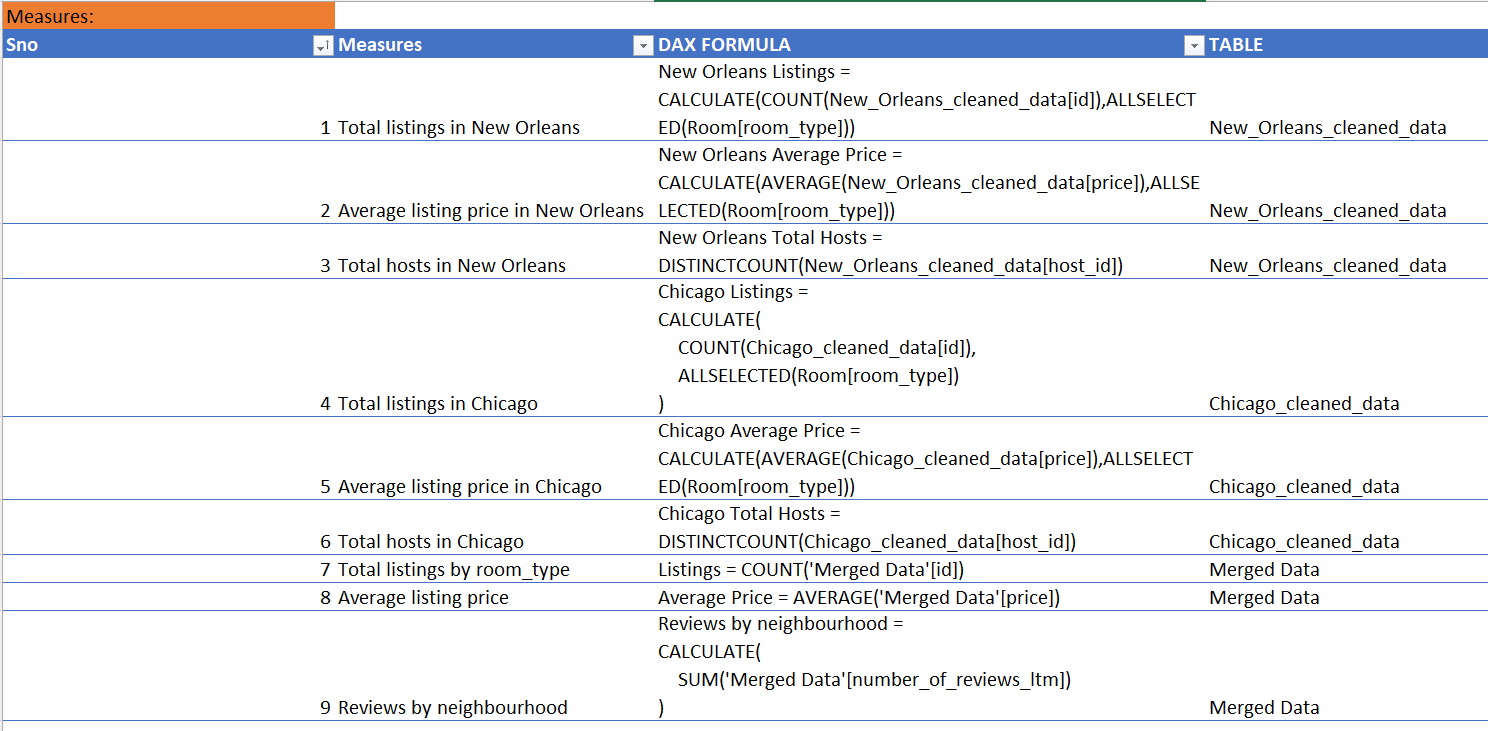 Measures:
Sno Measures DAX FORMULA TABLE
New Orleans Listings =
CALCULATE(COUNT(New_Orleans_cleaned_data[id]),ALLSELECT
1 Total listings in New Orleans ED(Room[room_type])) New_Orleans_cleaned_data
New Orleans Average Price =
CALCULATE(AVERAGE(New_Orleans_cleaned_data[price]),ALLSE
2 Average listing price in New Orleans LECTED(Room[room_type])) New_Orleans_cleaned_data
New Orleans Total Hosts =
3 Total hosts in New Orleans DISTINCTCOUNT(New_Orleans_cleaned_data[host_id]) New_Orleans_cleaned_data
Chicago Listings =
CALCULATE(
COUNT(Chicago_cleaned_data[id]),
ALLSELECTED(Room[room_type])
4 Total listings in Chicago ) Chicago_cleaned_data
Chicago Average Price =
CALCULATE(AVERAGE(Chicago_cleaned_data[price]),ALLSELECT
5 Average listing price in Chicago ED(Room[room_type])) Chicago_cleaned_data
Chicago Total Hosts =
6 Total hosts in Chicago DISTINCTCOUNT(Chicago_cleaned_data[host_id]) Chicago_cleaned_data
7 Total listings by room_type Listings = COUNT('Merged Data'[id]) Merged Data
8 Average listing price Average Price = AVERAGE('Merged Data'[price]) Merged Data
Reviews by neighbourhood =
CALCULATE(
SUM('Merged Data'[number_of_reviews_ltm])
9 Reviews by neighbourhood ) Merged Data